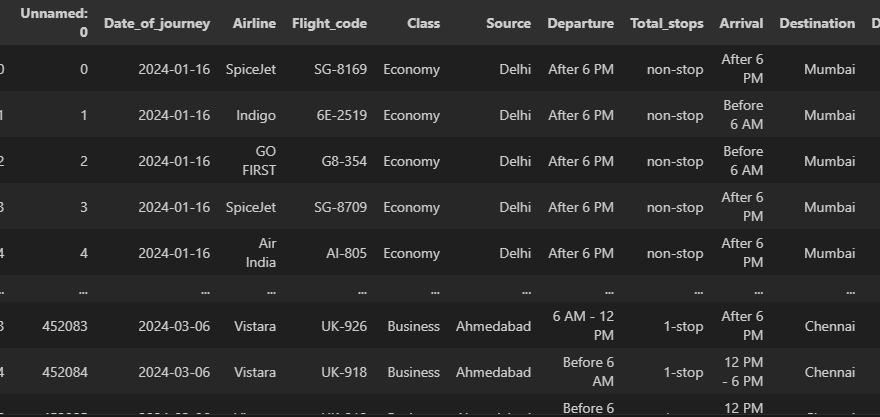 Unnamed: 0 Date_of_journey Airline Flight_code Class Source Departure Total_stops Arrival Destination D
0 0 2024-01-16 SpiceJet SG-8169 Economy Delhi After 6 PM non-stop After 6 PM Mumbai
1 1 2024-01-16 Indigo 6E-2519 Economy Delhi After 6 PM non-stop Before 6 AM Mumbai
2 2 2024-01-16 GO FIRST G8-354 Economy Delhi After 6 PM non-stop Before 6 AM Mumbai
3 3 2024-01-16 SpiceJet SG-8709 Economy Delhi After 6 PM non-stop After 6 PM Mumbai
4 4 2024-01-16 Air India AI-805 Economy Delhi After 6 PM non-stop After 6 PM Mumbai
... ... ... ... ... ... ... ... ... ... ...
3 452083 2024-03-06 Vistara UK-926 Business Ahmedabad 6 AM - 12 PM 1-stop After 6 PM Chennai
4 452084 2024-03-06 Vistara UK-918 Business Ahmedabad Before 6 AM 1-stop 12 PM - 6 PM Chennai
Before 6 12 PM